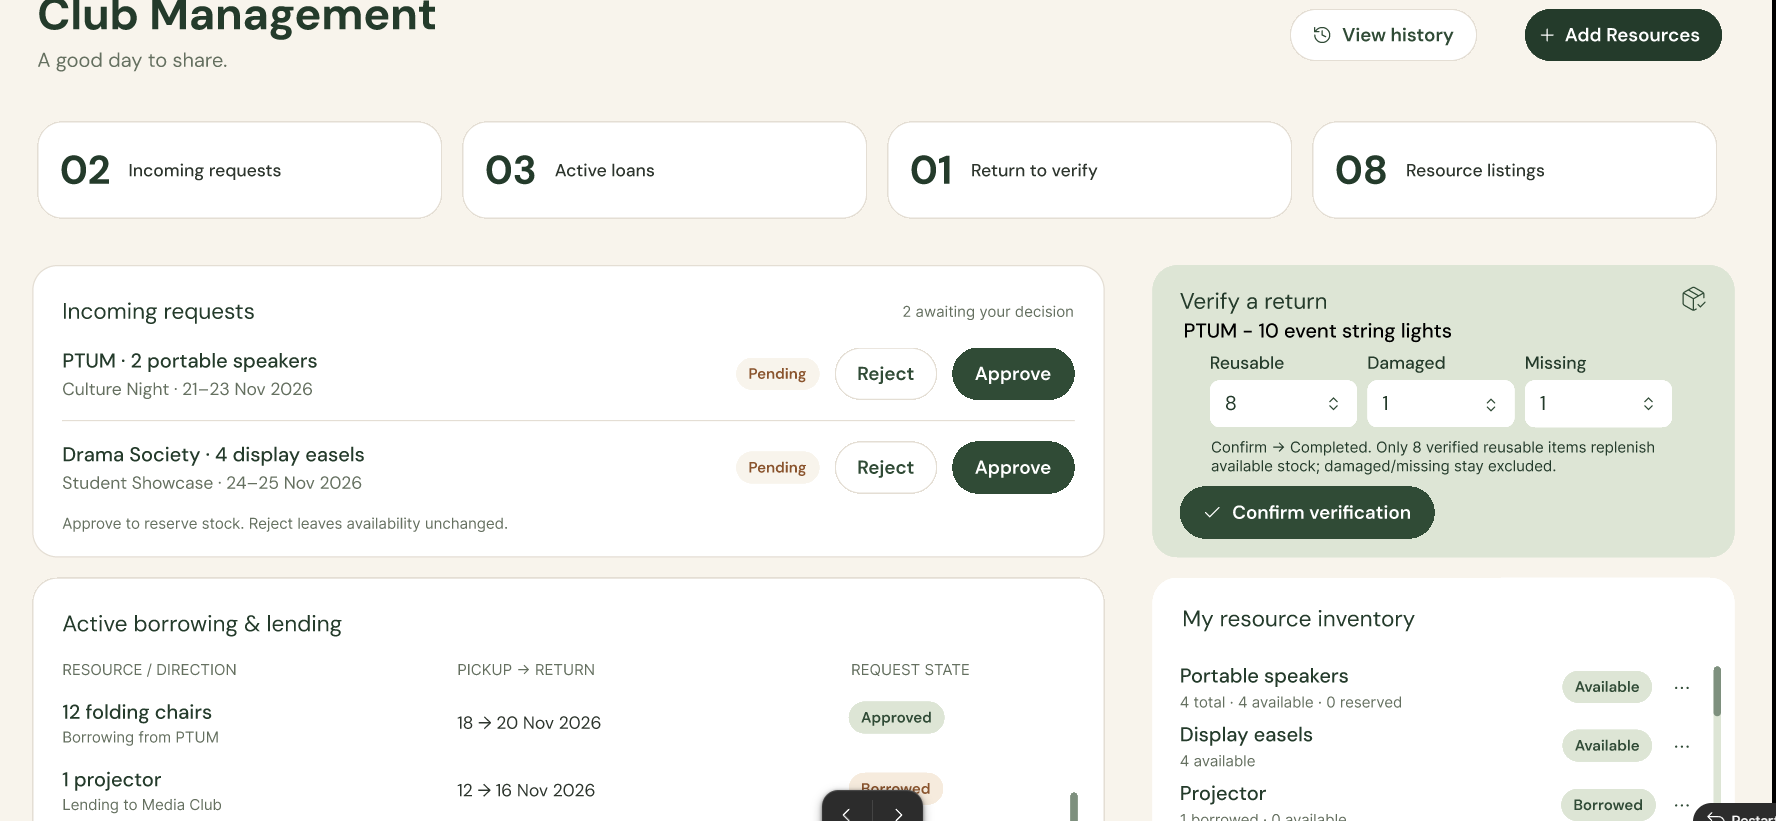 Club Management
A good day to share.
View history
+ Add Resources
02 Incoming requests
03 Active loans
01 Return to verify
08 Resource listings
Incoming requests
2 awaiting your decision
PTUM · 2 portable speakers
Culture Night · 21–23 Nov 2026
Pending
Reject
Approve
Drama Society · 4 display easels
Student Showcase · 24–25 Nov 2026
Pending
Reject
Approve
Approve to reserve stock. Reject leaves availability unchanged.
Verify a return
PTUM - 10 event string lights
Reusable Damaged Missing
8 1 1
Confirm → Completed. Only 8 verified reusable items replenish
available stock; damaged/missing stay excluded.
Confirm verification
Active borrowing & lending
RESOURCE / DIRECTION PICKUP → RETURN REQUEST STATE
12 folding chairs
Borrowing from PTUM
18 → 20 Nov 2026
Approved
1 projector
Lending to Media Club
12 → 16 Nov 2026
Borrowed
My resource inventory
Portable speakers
4 total · 4 available · 0 reserved
Available
Display easels
4 available
Available
Projector
1 borrowed · 0 available
Borrowed